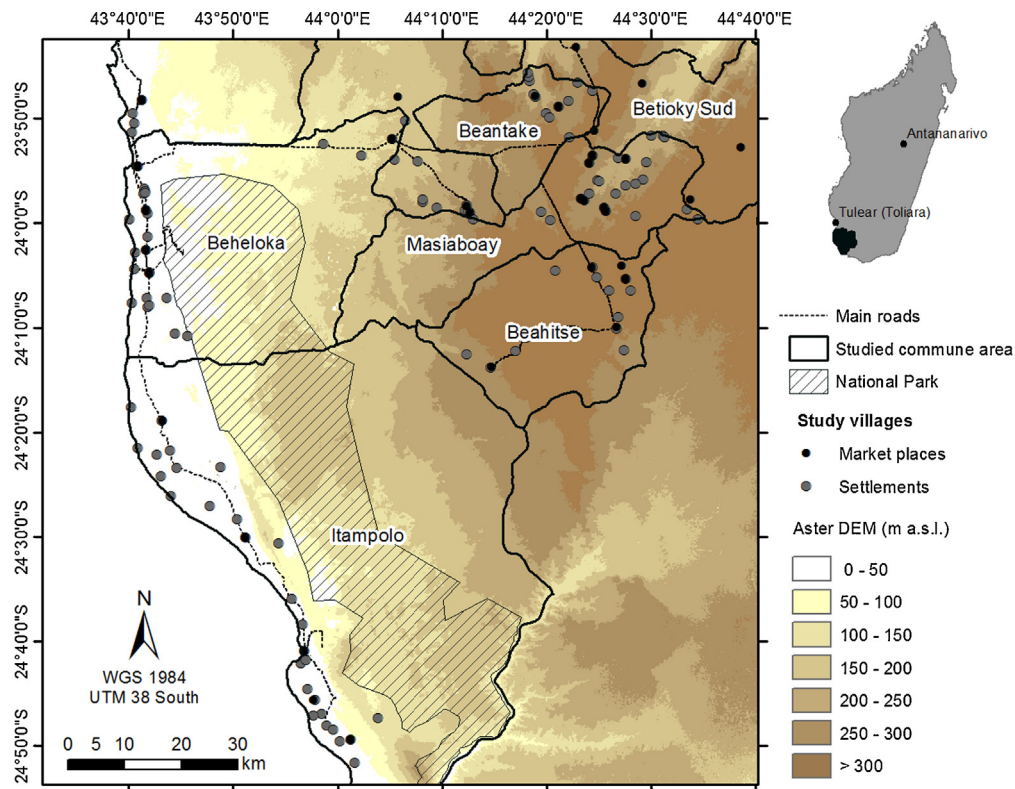 43°40'0"E 43°50'0"E 44°0'0"E 44°10'0"E 44°20'0"E 44°30'0"E 44°40'0"E
23°50'0"S
24°0'0"S
24°10'0"S
24°20'0"S
24°30'0"S
24°40'0"S
24°50'0"S
Betioky Sud
Beantake
Beheloka
Masiaboay
Beahitse
Itampolo
N
WGS 1984
UTM 38 South
0 5 10 20 30
km
Antananarivo
Tulear (Toliara)
Main roads
Studied commune area
National Park
Study villages
Market places
Settlements
Aster DEM (m a.s.l.)
0 - 50
50 - 100
100 - 150
150 - 200
200 - 250
250 - 300
> 300